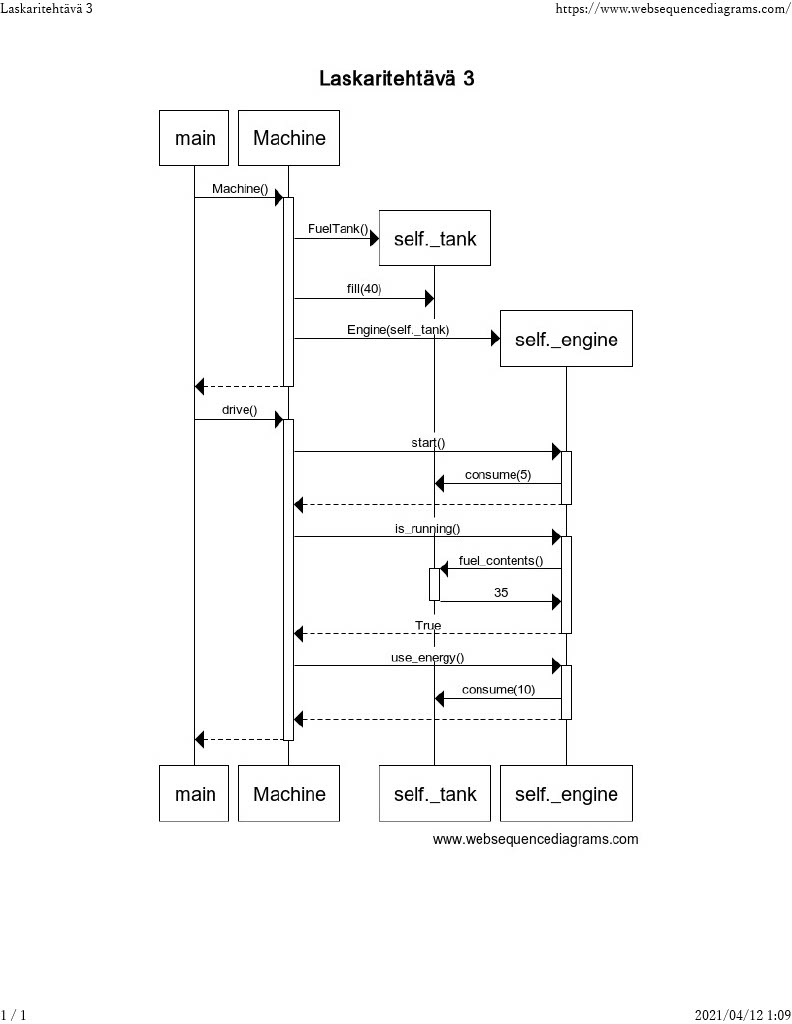 Laskaritehtävä 3 https://www.websequencediagrams.com/
Laskaritehtävä 3
main Machine
Machine()
FuelTank()
self._tank
fill(40)
Engine(self._tank)
self._engine
drive()
start()
consume(5)
is_running()
fuel_contents()
35
True
use_energy()
consume(10)
main Machine self._tank self._engine
www.websequencediagrams.com
1 / 1 2021/04/12 1:09